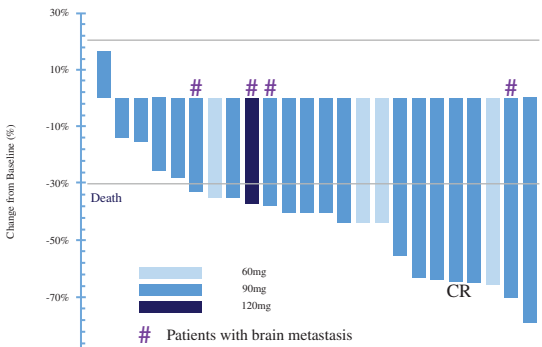 30%
10%
-10%
-30%
-50%
-70%
Change from Baseline (%)
# # # #
Death
CR
60mg
90mg
120mg
# Patients with brain metastasis